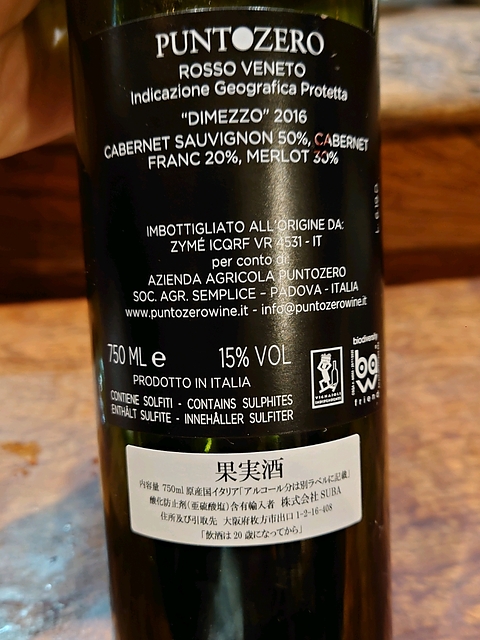 PUNTOZERO
ROSSO VENETO
Indicazione Geografica Protetta
"DIMEZZO" 2016
CABERNET SAUVIGNON 50%, CABERNET
FRANC 20%, MERLOT 30%
IMBOTTIGLIATO ALL'ORIGINE DA:
ZYMÉ ICQRF VR 4531 - IT
per conto di:
AZIENDA AGRICOLA PUNTOZERO
SOC. AGR. SEMPLICE - PADOVA - ITALIA
www.puntozerowine.it - info@puntozerowine.it
750 ML e 15% VOL
PRODOTTO IN ITALIA
CONTIENE SOLFITI - CONTAINS SULPHITES
ENTHÄLT SULFITE - INNEHÅLLER SULFITER
VIGNAIOLI
INDIPENDENTI
biodiversity
friend
果実酒
内容量 750ml 原産国イタリア「アルコール分は別ラベルに記載」
酸化防止剤(亜硫酸塩)含有輸入者 株式会社 SUBA
住所及び引取先 大阪府枚方市出口 1-2-16-408
「飲酒は 20 歳になってから」